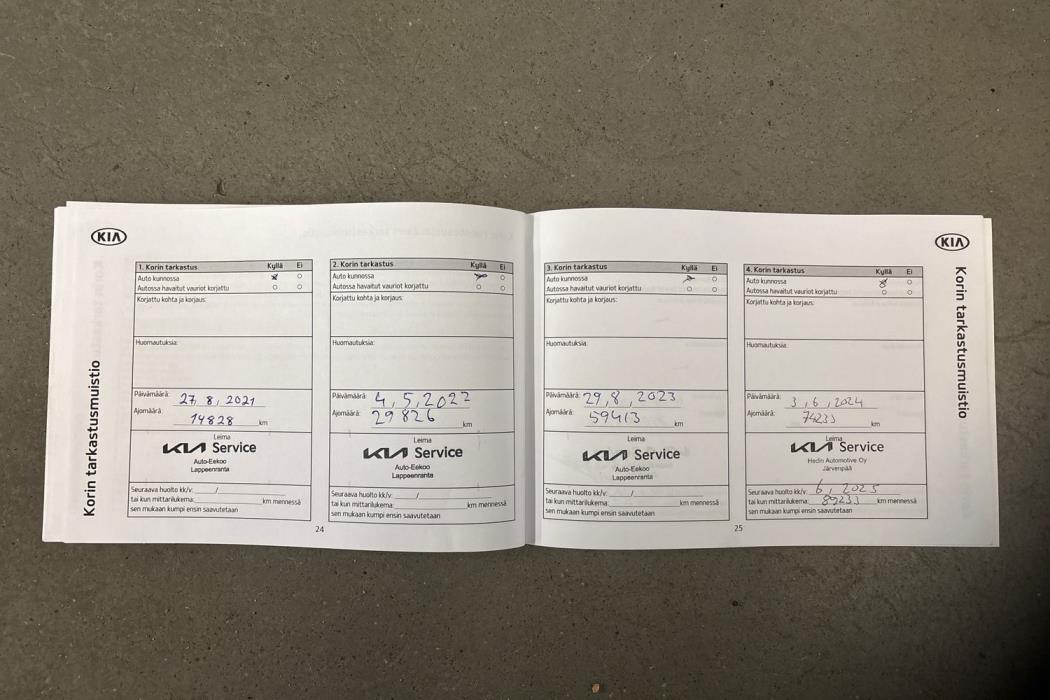 KIA
Korin tarkastusmuistio
1. Korin tarkastus Kyllä Ei
Auto kunnossa
Autossa havaitut vauriot korjattu
Korjattu kohta ja korjaus:
Huomautuksia:
Päivämäärä: 27, 8, 2021
Ajomäärä: 14828 km
Leima
KIA Service
Auto-Eekoo
Lappeenranta
Seuraava huolto kk/v: /
tai kun mittarilukema: km mennessä
sen mukaan kumpi ensin saavutetaan
2. Korin tarkastus Kyllä Ei
Auto kunnossa
Autossa havaitut vauriot korjattu
Korjattu kohta ja korjaus:
Huomautuksia:
Päivämäärä: 4, 5, 2022
Ajomäärä: 29826 km
Leima
KIA Service
Auto-Eekoo
Lappeenranta
Seuraava huolto kk/v: /
tai kun mittarilukema: km mennessä
sen mukaan kumpi ensin saavutetaan
24
3. Korin tarkastus Kyllä Ei
Auto kunnossa
Autossa havaitut vauriot korjattu
Korjattu kohta ja korjaus:
Huomautuksia:
Päivämäärä: 29, 8, 2023
Ajomäärä: 59413 km
Leima
KIA Service
Auto-Eekoo
Lappeenranta
Seuraava huolto kk/v: /
tai kun mittarilukema: km mennessä
sen mukaan kumpi ensin saavutetaan
4. Korin tarkastus Kyllä Ei
Auto kunnossa
Autossa havaitut vauriot korjattu
Korjattu kohta ja korjaus:
Huomautuksia:
Päivämäärä: 3, 6, 2024
Ajomäärä: 74233 km
Leima
KIA Service
Hedin Automotive Oy
Järvenpää
Seuraava huolto kk/v: 6, 2025
tai kun mittarilukema: 89233 km mennessä
sen mukaan kumpi ensin saavutetaan
25
KIA
Korin tarkastusmuistio